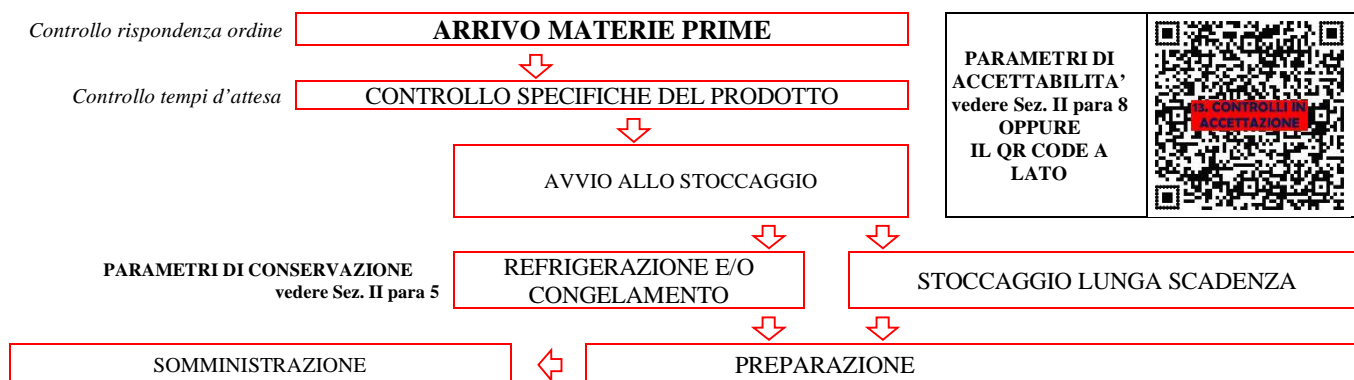 Controllo rispondenza ordine
ARRIVO MATERIE PRIME
Controllo tempi d'attesa
CONTROLLO SPECIFICHE DEL PRODOTTO
AVVIO ALLO STOCCAGGIO
PARAMETRI DI
ACCETTABILITA'
vedere Sez. II para 8
OPPURE
IL QR CODE A
LATO
13. CONTROLLI IN
ACCETTAZIONE
PARAMETRI DI CONSERVAZIONE
vedere Sez. II para 5
REFRIGERAZIONE E/O
CONGELAMENTO
STOCCAGGIO LUNGA SCADENZA
SOMMINISTRAZIONE
PREPARAZIONE